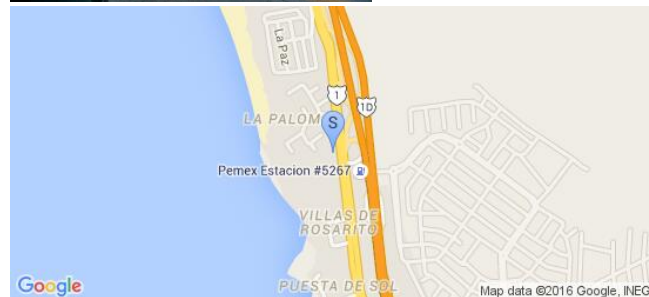 La Paz
1
1D
LA PALOM
S
Pemex Estacion #5267
VILLAS DE
ROSARITO
PUESTA DE SOL
Google
Map data ©2016 Google, INEG